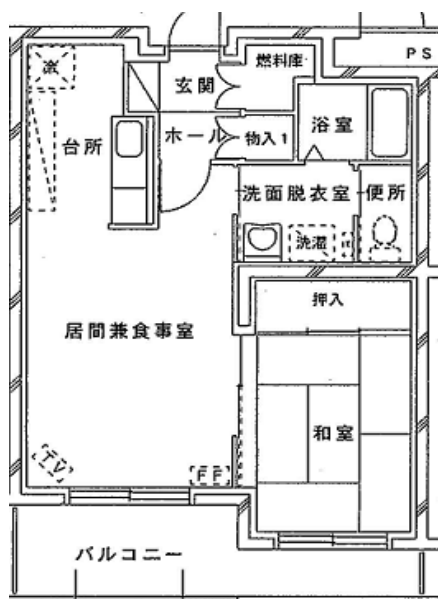 燃料庫
PS
玄関
台所
ホール
物入1
浴室
洗面脱衣室
便所
洗濯
押入
居間兼食事室
和室
TV
FF
バルコニー